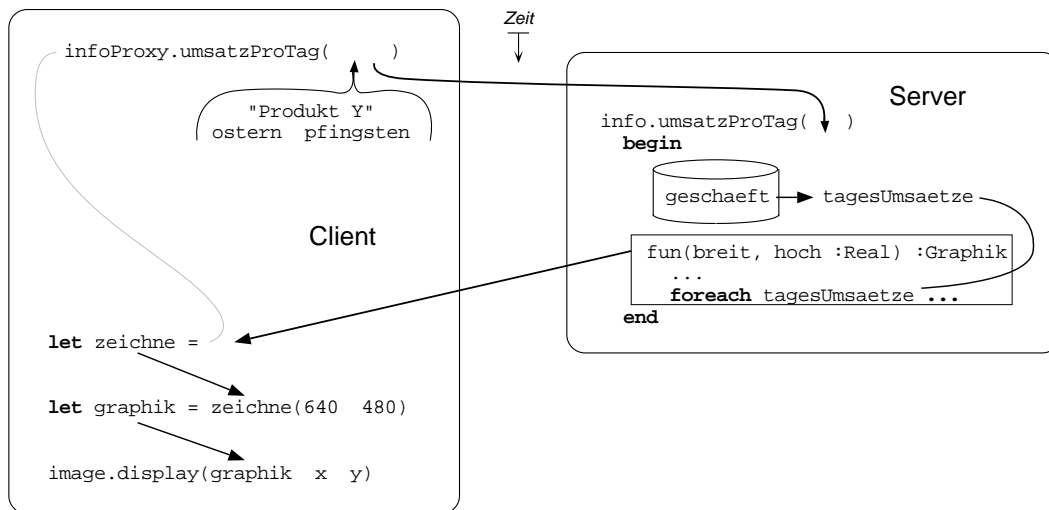 Zeit
infoProxy.umsatzProTag(      )
"Produkt Y"
ostern  pfingsten
Client
let zeichne =
let graphik = zeichne(640  480)
image.display(graphik  x  y)
Server
info.umsatzProTag(   )
begin
geschaeft
tagesUmsaetze
fun(breit, hoch :Real) :Graphik
...
foreach tagesUmsaetze ...
end